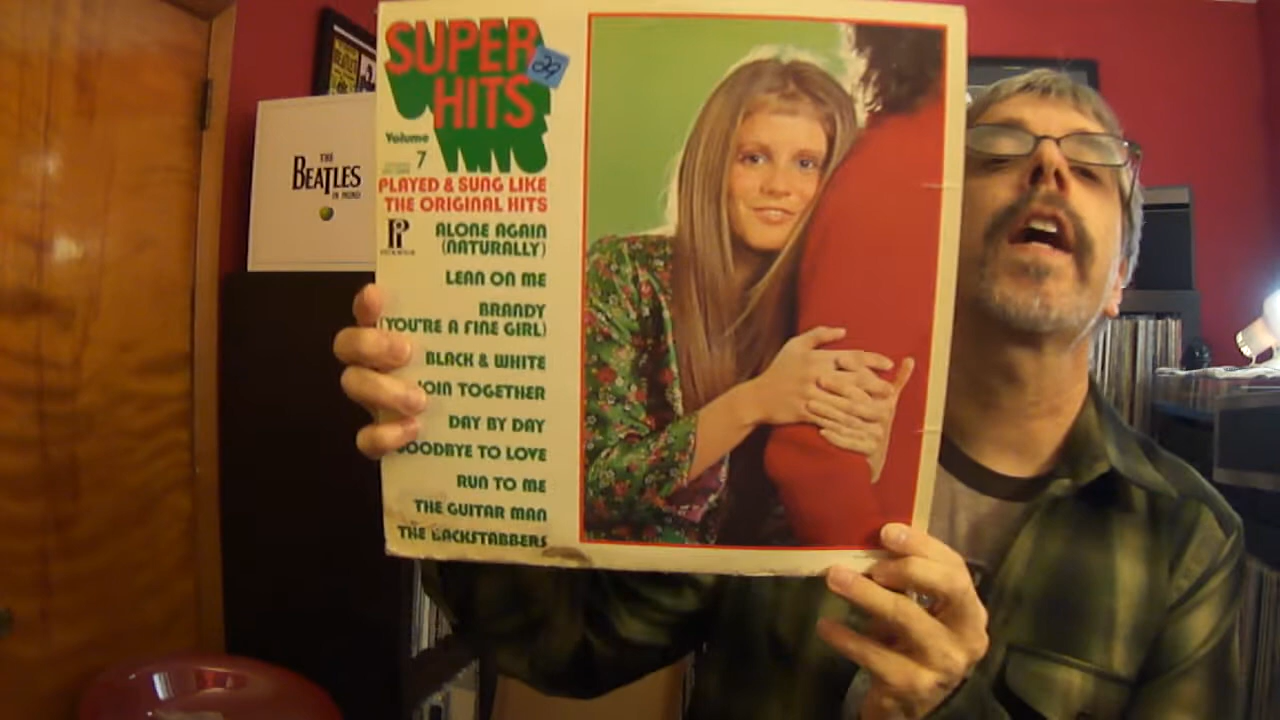 SUPER
HITS
29
Volume
7
PLAYED & SUNG LIKE
THE ORIGINAL HITS
ALONE AGAIN
(NATURALLY)
LEAN ON ME
BRANDY
(YOU'RE A FINE GIRL)
BLACK & WHITE
JOIN TOGETHER
DAY BY DAY
GOODBYE TO LOVE
RUN TO ME
THE GUITAR MAN
THE BACKSTABBERS
THE
BEATLES
IN MONO